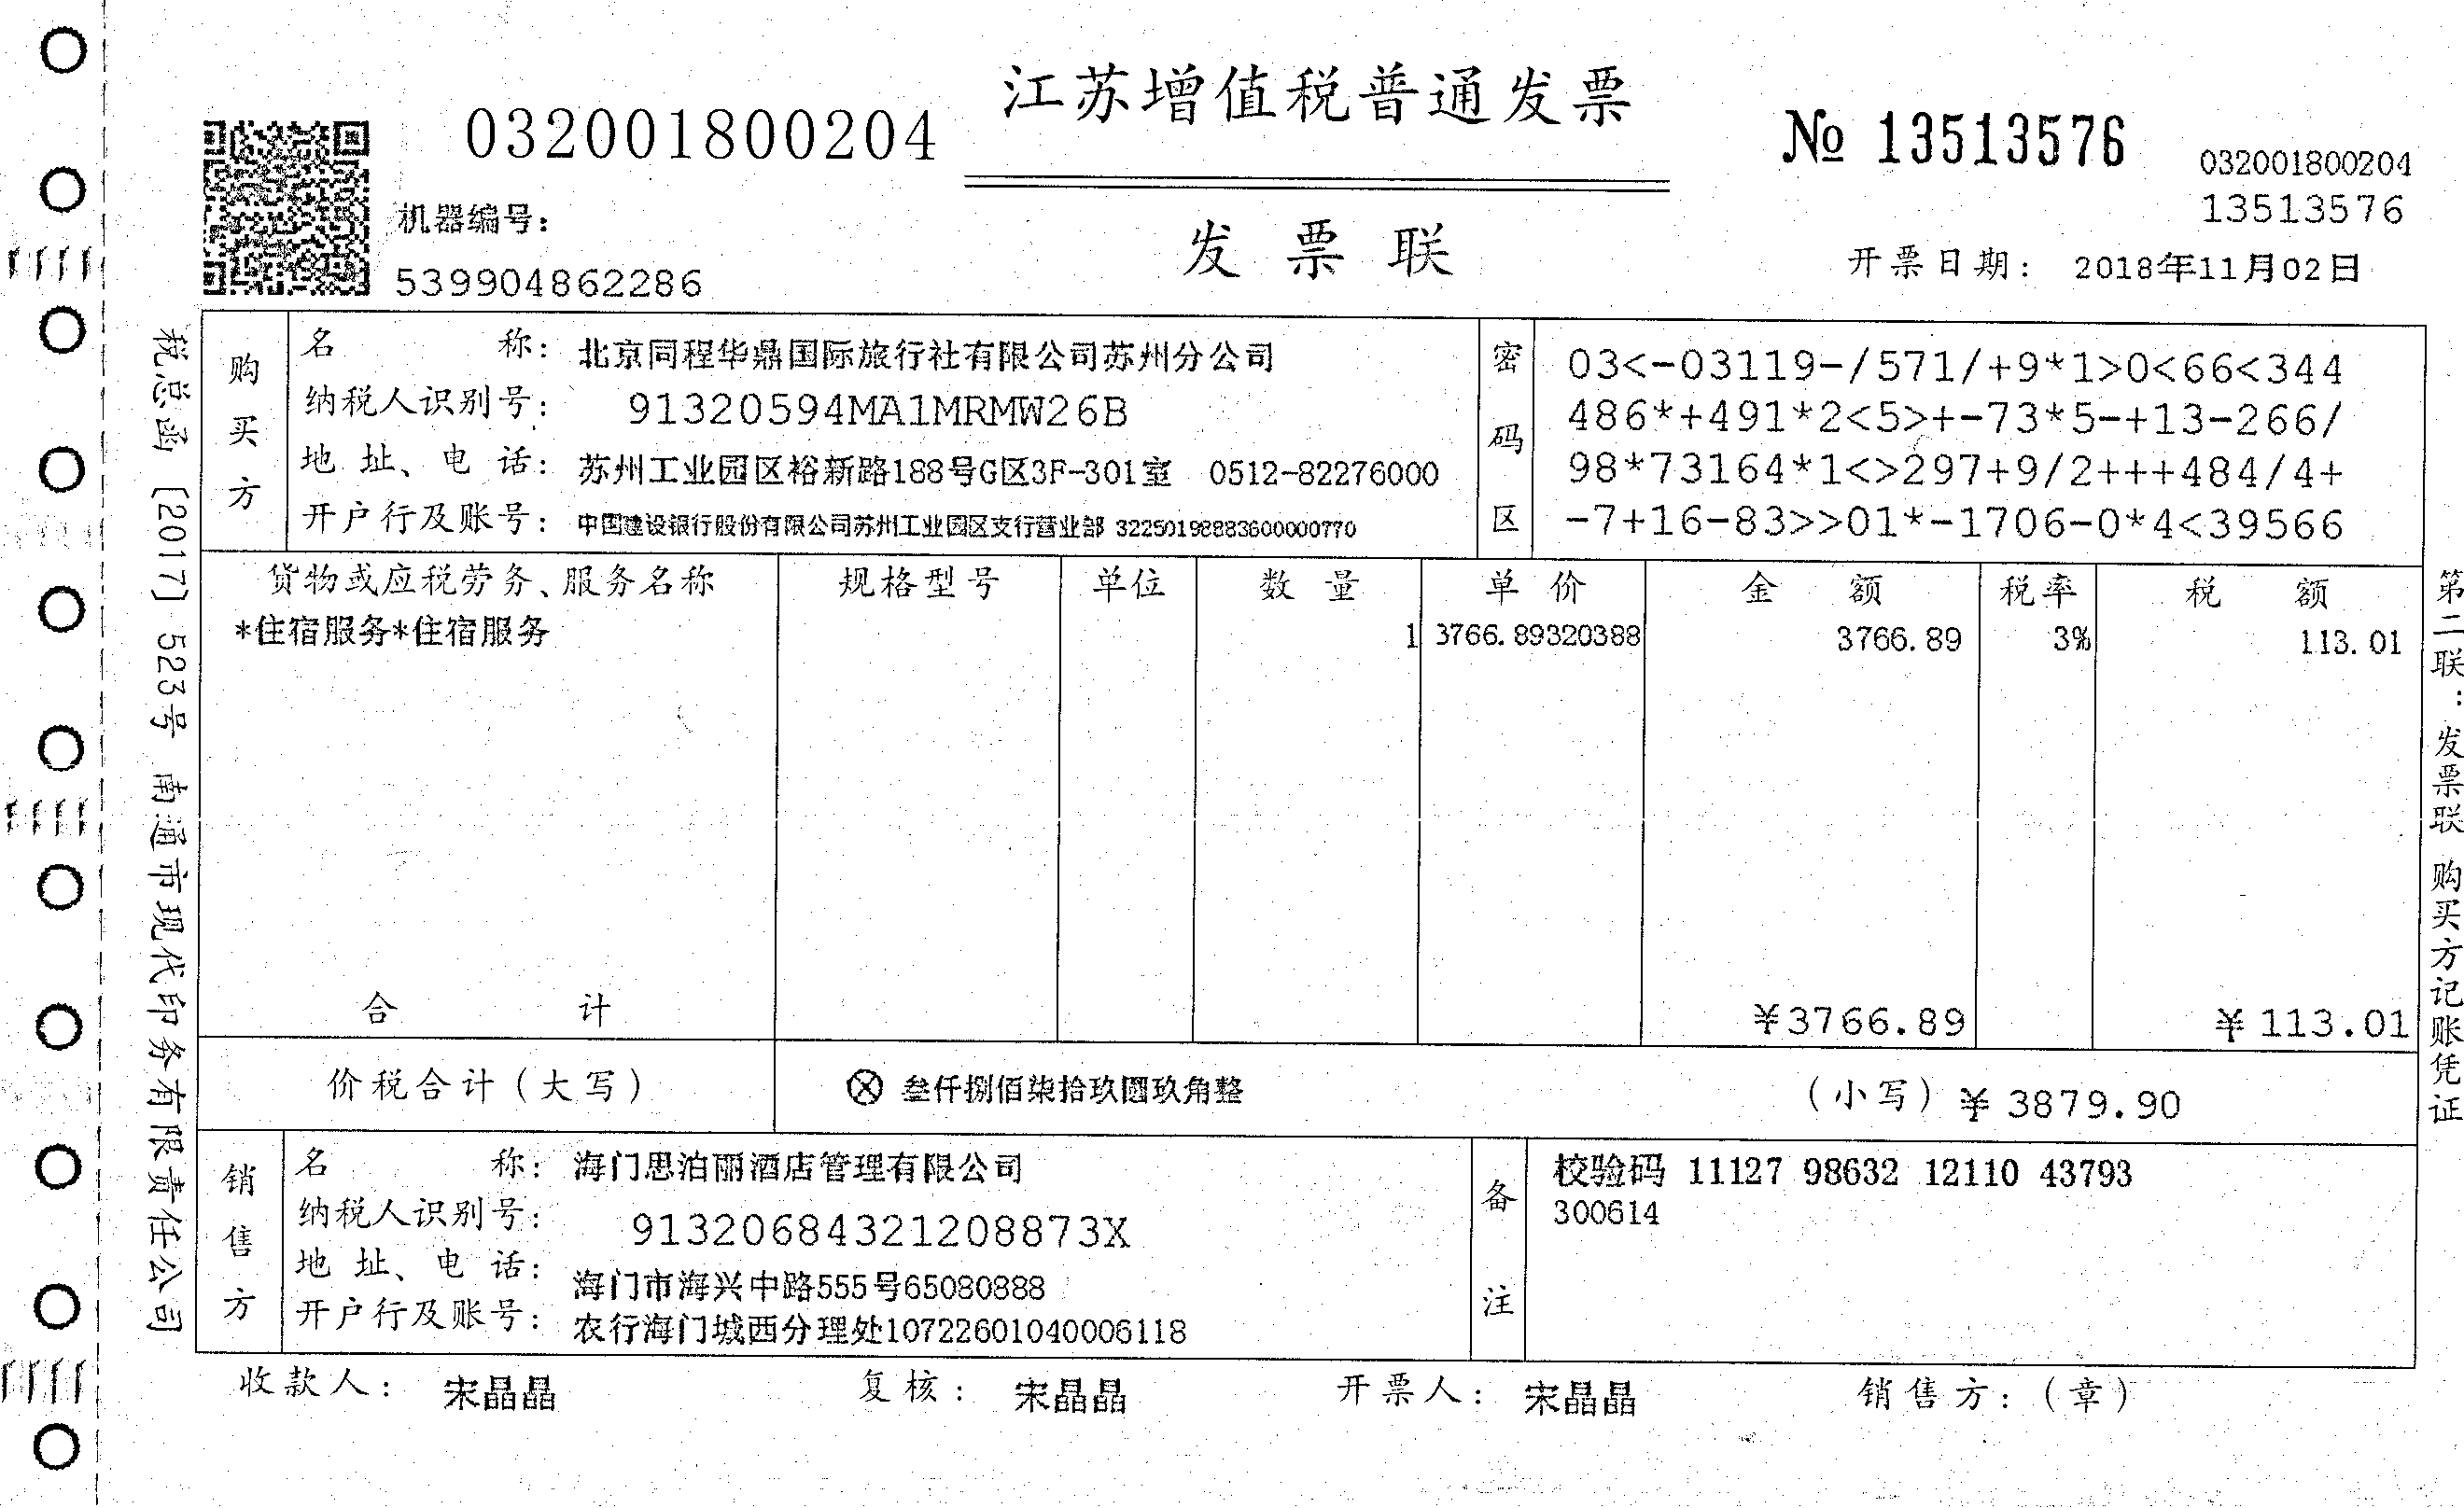 江苏增值税普通发票
032001800204
№ 13513576
032001800204
13513576
机器编号:
539904862286
发票联
开票日期: 2018年11月02日
税总函〔2017〕523号 南通市现代印务有限责任公司
购买方
名称: 北京同程华鼎国际旅行社有限公司苏州分公司
纳税人识别号: 91320594MA1MRMW26B
地址、电话: 苏州工业园区裕新路188号G区3F-301室 0512-82276000
开户行及账号: 中国建设银行股份有限公司苏州工业园区支行营业部 32250198883600000770
密码区
03<-03119-/571/+9*1>0<66<344
486*+491*2<5>+-73*5-+13-266/
98*73164*1<>297+9/2+++484/4+
-7+16-83>>01*-1706-0*4<39566
货物或应税劳务、服务名称 规格型号 单位 数量 单价 金额 税率 税额
*住宿服务*住宿服务 1 3766.89320388 3766.89 3% 113.01
合计 ¥3766.89 ¥113.01
价税合计(大写) ⊗ 叁仟捌佰柒拾玖圆玖角整 (小写) ¥3879.90
销售方
名称: 海门思泊丽酒店管理有限公司
纳税人识别号: 91320684321208873X
地址、电话: 海门市海兴中路555号65080888
开户行及账号: 农行海门城西分理处10722601040006118
备注
校验码 11127 98632 12110 43793
300614
收款人: 宋晶晶 复核: 宋晶晶 开票人: 宋晶晶 销售方:(章)
第二联:发票联 购买方记账凭证